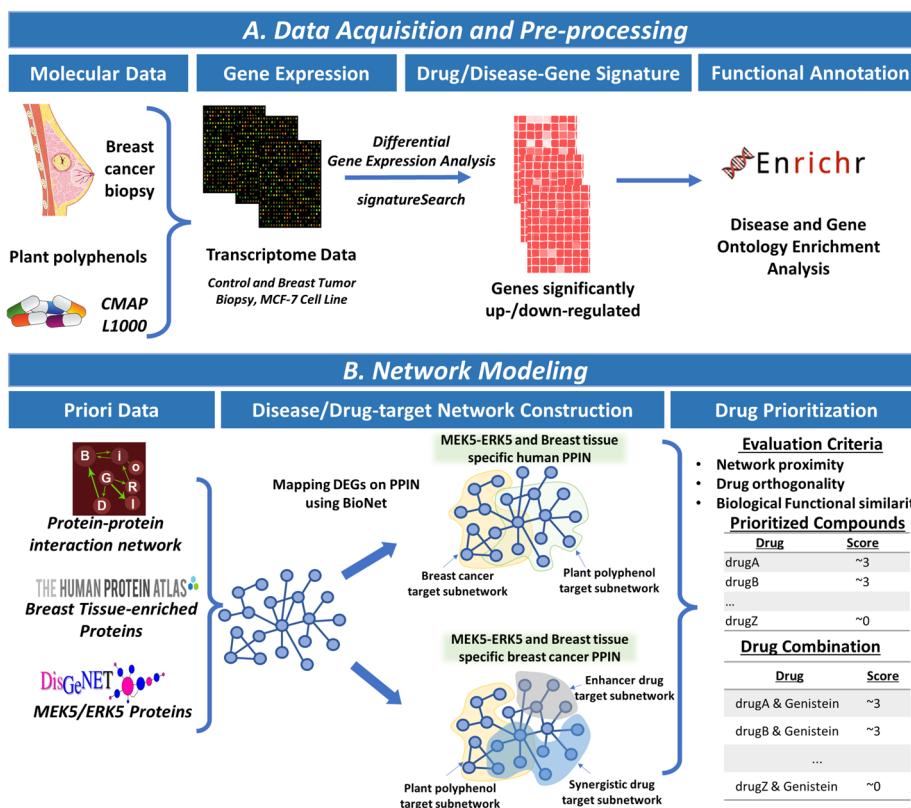 A. Data Acquisition and Pre-processing
Molecular Data
Gene Expression
Drug/Disease-Gene Signature
Functional Annotation
Breast
cancer
biopsy
Plant polyphenols
CMAP
L1000
Transcriptome Data
Control and Breast Tumor
Biopsy, MCF-7 Cell Line
Differential
Gene Expression Analysis
signatureSearch
Genes significantly
up-/down-regulated
Enrichr
Disease and Gene
Ontology Enrichment
Analysis
B. Network Modeling
Priori Data
Disease/Drug-target Network Construction
Drug Prioritization
B i o
G R
D I
Protein-protein
interaction network
THE HUMAN PROTEIN ATLAS
Breast Tissue-enriched
Proteins
DisGeNET
MEK5/ERK5 Proteins
Mapping DEGs on PPIN
using BioNet
MEK5-ERK5 and Breast tissue
specific human PPIN
Breast cancer
target subnetwork
Plant polyphenol
target subnetwork
MEK5-ERK5 and Breast tissue
specific breast cancer PPIN
Enhancer drug
target subnetwork
Plant polyphenol
target subnetwork
Synergistic drug
target subnetwork
Evaluation Criteria
• Network proximity
• Drug orthogonality
• Biological Functional similarit
Prioritized Compounds
Drug Score
drugA ~3
drugB ~3
...
drugZ ~0
Drug Combination
Drug Score
drugA & Genistein ~3
drugB & Genistein ~3
...
drugZ & Genistein ~0